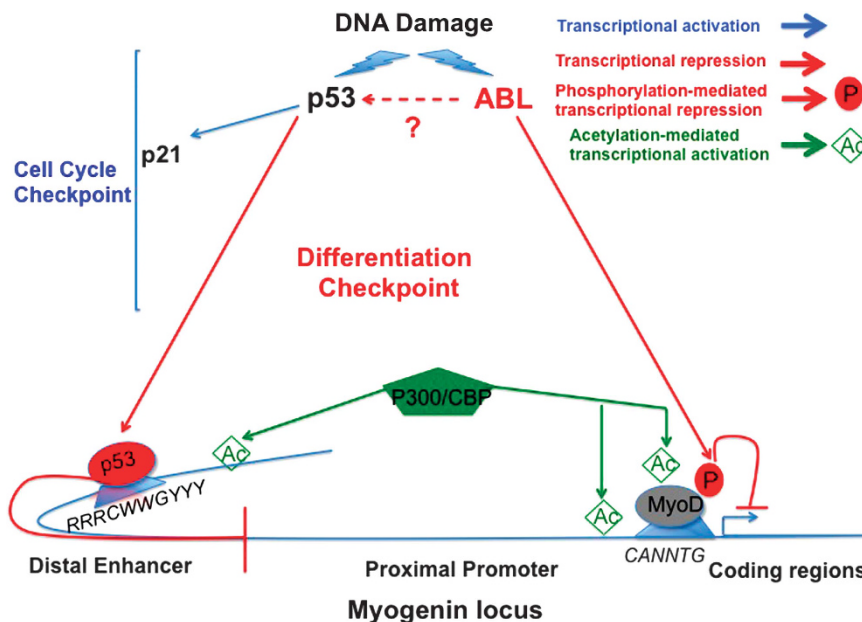 DNA Damage
Transcriptional activation
Transcriptional repression
Phosphorylation-mediated
transcriptional repression
P
Acetylation-mediated
transcriptional activation
Ac
p53
ABL
?
p21
Cell Cycle
Checkpoint
Differentiation
Checkpoint
P300/CBP
p53
Ac
Ac
P
RRRCWWGYYY
Ac
MyoD
CANNTG
Distal Enhancer
Proximal Promoter
Coding regions
Myogenin locus